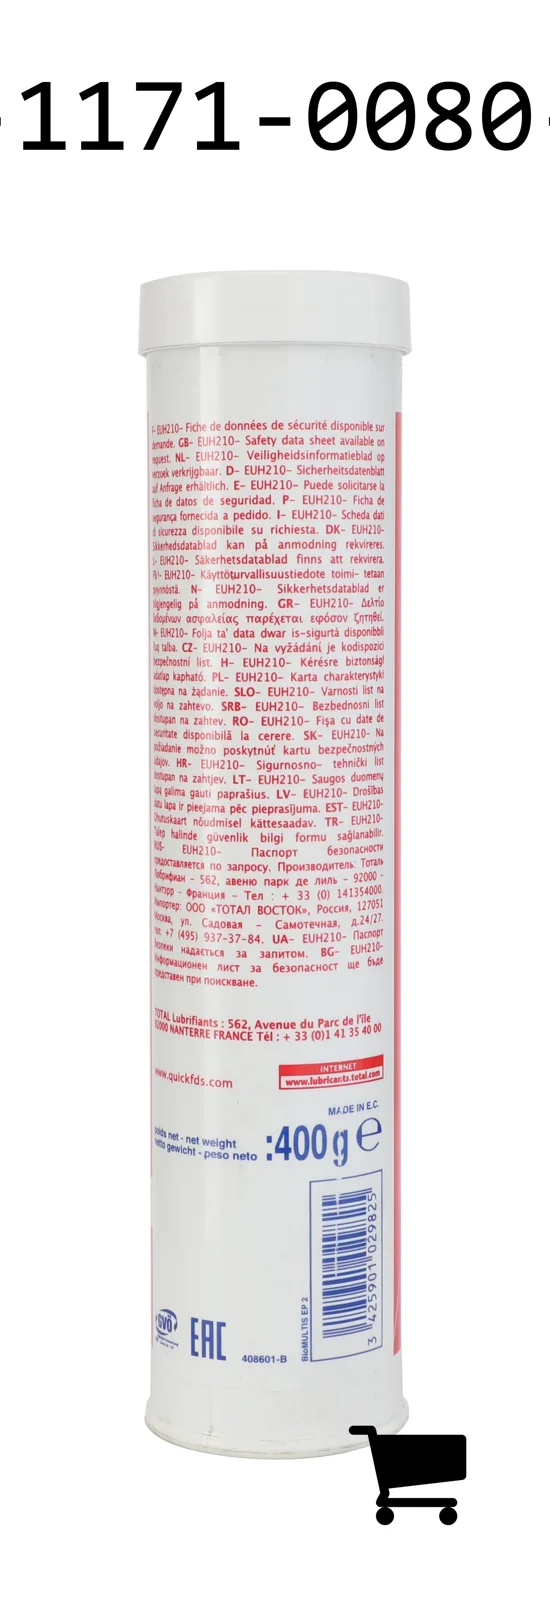 -1171-0080-
F- EUH210- Fiche de données de sécurité disponible sur
demande. GB- EUH210- Safety data sheet available on
request. NL- EUH210- Veiligheidsinformatieblad op
verzoek verkrijgbaar. D- EUH210- Sicherheitsdatenblatt
auf Anfrage erhältlich. E- EUH210- Puede solicitarse la
ficha de datos de seguridad. P- EUH210- Ficha de
segurança fornecida a pedido. I- EUH210- Scheda dati
di sicurezza disponibile su richiesta. DK- EUH210-
Sikkerhedsdatablad kan på anmodning rekvireres.
EUH210- Säkerhetsdatablad finns att rekvirera.
EUH210- Käyttöturvallisuustiedote toimi- tetaan
pyynnöstä. N- EUH210- Sikkerhetsdatablad er
tilgjengelig på anmodning. GR- EUH210- Δελτίο
δεδομένων ασφαλείας παρέχεται εφόσον ζητηθεί.
M- EUH210- Folja ta' data dwar is-sigurtà disponibbli
fuq talba. CZ- EUH210- Na vyžádání je kodispozici
bezpečnostní list. H- EUH210- Kérésre biztonsági
adatlap kapható. PL- EUH210- Karta charakterystyki
dostępna na żądanie. SLO- EUH210- Varnosti list na
voljo na zahtevo. SRB- EUH210- Bezbednosni list
dostupan na zahtev. RO- EUH210- Fişa cu date de
securitate disponibilă la cerere. SK- EUH210- Na
požiadanie možno poskytnúť kartu bezpečnostných
údajov. HR- EUH210- Sigurnosno- tehnički list
dostupan na zahtjev. LT- EUH210- Saugos duomenų
lapą galima gauti paprašius. LV- EUH210- Drošības
datu lapa ir pieejama pēc pieprasījuma. EST- EUH210-
Ohutuskaart nõudmisel kättesaadav. TR- EUH210-
Talep halinde güvenlik bilgi formu sağlanabilir.
RUS- EUH210- Паспорт безопасности
предоставляется по запросу. Производитель: Тоталь
Любрифиан - 562, авеню парк де лиль - 92000 -
Нантэрр - Франция - Тел : + 33 (0) 141354000.
Импортер: ООО «ТОТАЛ ВОСТОК», Россия, 127051
Москва, ул. Садовая – Самотечная, д.24/27.
тел: +7 (495) 937-37-84. UA- EUH210- Паспорт
безпеки надається за запитом. BG- EUH210-
Информационен лист за безопасност ще бъде
представен при поискване.
TOTAL Lubrifiants : 562, Avenue du Parc de l'île
92000 NANTERRE FRANCE Tél : + 33 (0)1 41 35 40 00
www.quickfds.com
INTERNET
www.lubricants.total.com
MADE IN E.C.
poids net - net weight
netto gewicht - peso neto :400g ℮
BioMULTIS EP 2
3 425901 029825
GVÖ
EAC
408601-B